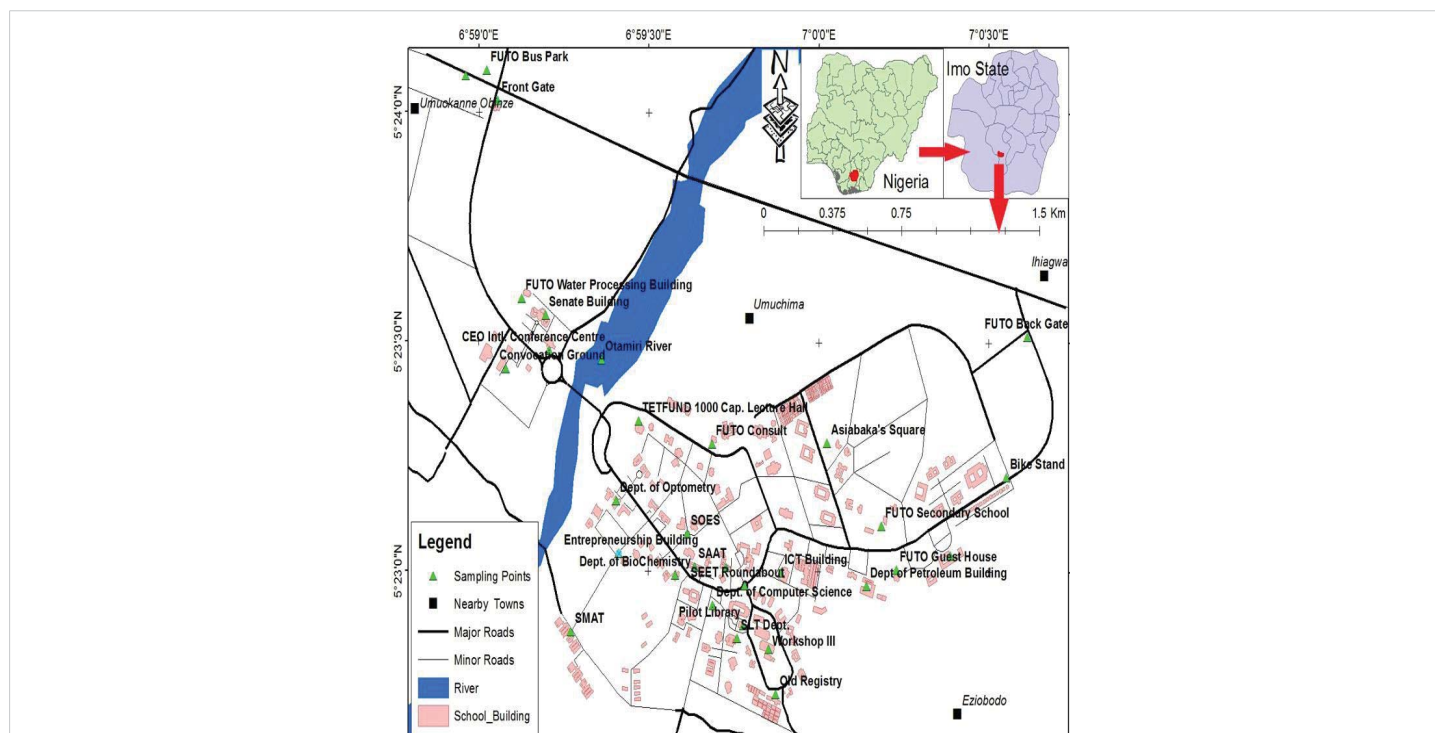 6°59'0"E
6°59'30"E
7°0'0"E
7°0'30"E
5°24'0"N
5°23'30"N
5°23'0"N
N
FUTO Bus Park
Front Gate
Umuokanne Obinze
Imo State
Nigeria
0
0.375
0.75
1.5 Km
Ihiagwa
FUTO Water Processing Building
Senate Building
Umuchima
FUTO Back Gate
CEO Intl. Conference Centre
Otamiri River
Convocation Ground
TETFUND 1000 Cap. Lecture Hall
FUTO Consult
Asiabaka's Square
Bike Stand
Dept. of Optometry
SOES
FUTO Secondary School
Entrepreneurship Building
Dept. of BioChemistry
SAAT
ICT Building
FUTO Guest House
SEET Roundabout
Dept of Petroleum Building
Dept. of Computer Science
Pilot Library
SMAT
SLT Dept.
Workshop III
Old Registry
Eziobodo
Legend
Sampling Points
Nearby Towns
Major Roads
Minor Roads
River
School_Building